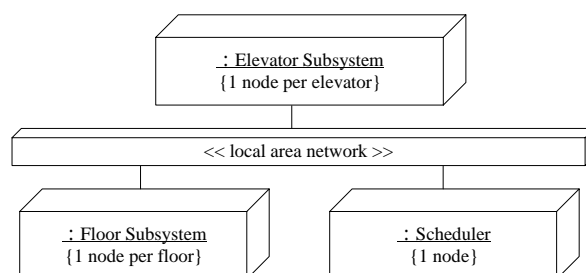 ：Elevator Subsystem
{1 node per elevator}
<< local area network >>
：Floor Subsystem
{1 node per floor}
：Scheduler
{1 node}